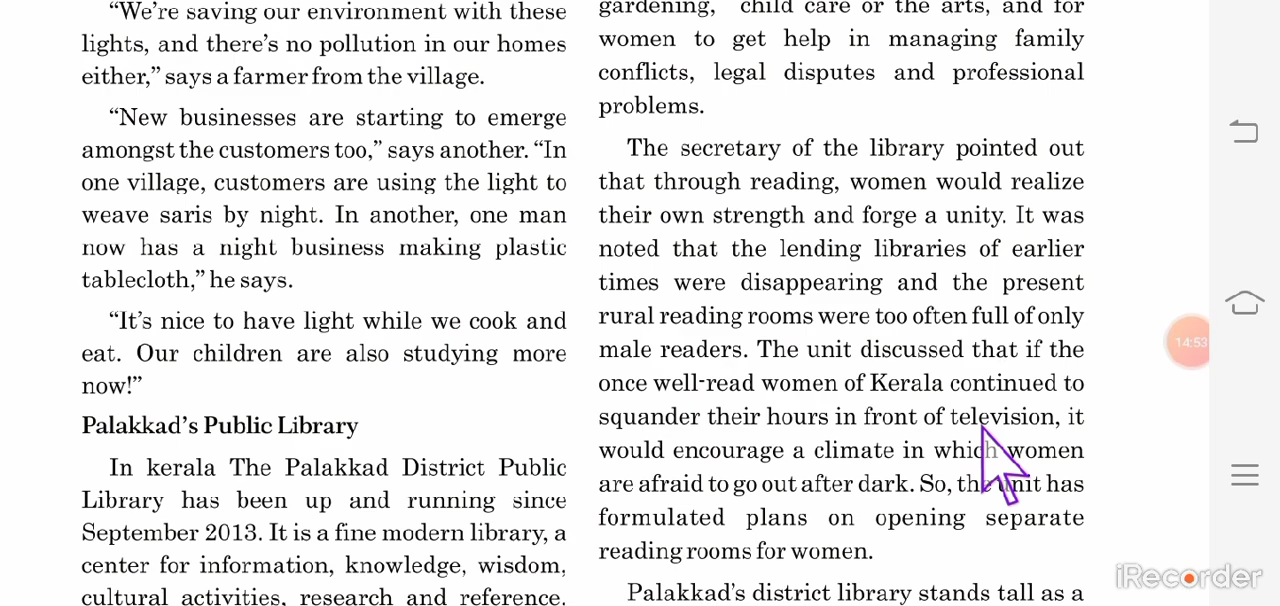 “We’re saving our environment with these
lights, and there’s no pollution in our homes
either,” says a farmer from the village.
“New businesses are starting to emerge
amongst the customers too,” says another. “In
one village, customers are using the light to
weave saris by night. In another, one man
now has a night business making plastic
tablecloth,” he says.
“It’s nice to have light while we cook and
eat. Our children are also studying more
now!”
Palakkad’s Public Library
In kerala The Palakkad District Public
Library has been up and running since
September 2013. It is a fine modern library, a
center for information, knowledge, wisdom,
cultural activities, research and reference.
gardening, child care or the arts, and for
women to get help in managing family
conflicts, legal disputes and professional
problems.
The secretary of the library pointed out
that through reading, women would realize
their own strength and forge a unity. It was
noted that the lending libraries of earlier
times were disappearing and the present
rural reading rooms were too often full of only
male readers. The unit discussed that if the
once well-read women of Kerala continued to
squander their hours in front of television, it
would encourage a climate in which women
are afraid to go out after dark. So, the unit has
formulated plans on opening separate
reading rooms for women.
Palakkad’s district library stands tall as a
14:53
iRecorder